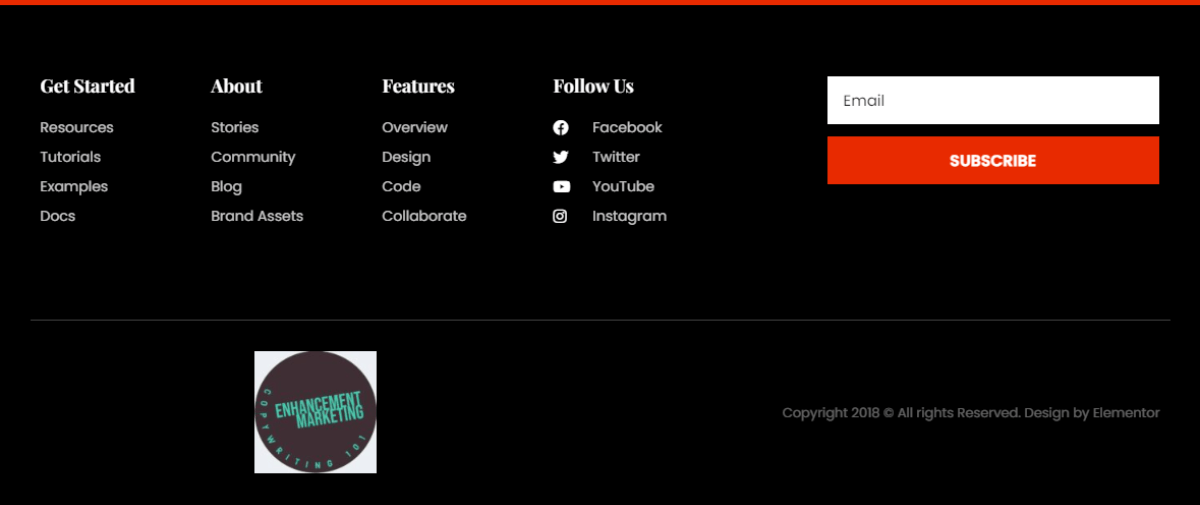 Get Started
Resources
Tutorials
Examples
Docs
About
Stories
Community
Blog
Brand Assets
Features
Overview
Design
Code
Collaborate
Follow Us
Facebook
Twitter
YouTube
Instagram
Email
SUBSCRIBE
ENHANCEMENT
MARKETING
COPYWRITING 101
Copyright 2018 © All rights Reserved. Design by Elementor